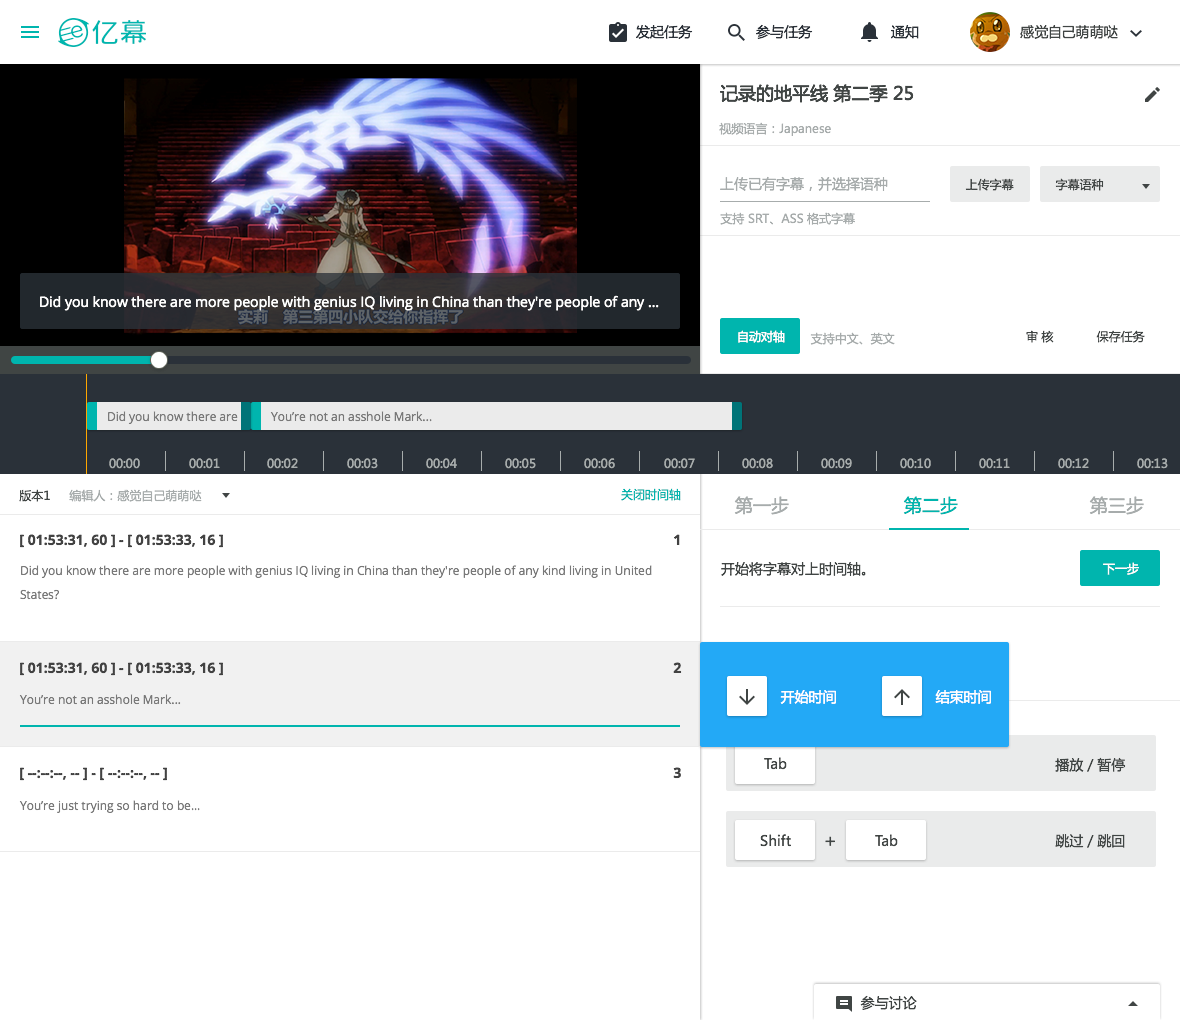 亿幕
发起任务
参与任务
通知
感觉自己萌萌哒
记录的地平线 第二季 25
视频语言：Japanese
上传已有字幕，并选择语种
上传字幕
字幕语种
支持 SRT、ASS 格式字幕
Did you know there are more people with genius IQ living in China than they're people of any ...
实莉 第三第四小队交给你指挥了
自动对轴
支持中文、英文
审 核
保存任务
Did you know there are
You’re not an asshole Mark...
00:00 00:01 00:02 00:03 00:04 00:05 00:06 00:07 00:08 00:09 00:10 00:11 00:12 00:13
版本1
编辑人：感觉自己萌萌哒
关闭时间轴
第一步
第二步
第三步
[ 01:53:31, 60 ] - [ 01:53:33, 16 ]
1
Did you know there are more people with genius IQ living in China than they're people of any kind living in United
States?
开始将字幕对上时间轴。
下一步
[ 01:53:31, 60 ] - [ 01:53:33, 16 ]
2
You’re not an asshole Mark...
开始时间
结束时间
[ --:--:--, -- ] - [ --:--:--, -- ]
3
You’re just trying so hard to be...
Tab
播放 / 暂停
Shift + Tab
跳过 / 跳回
参与讨论